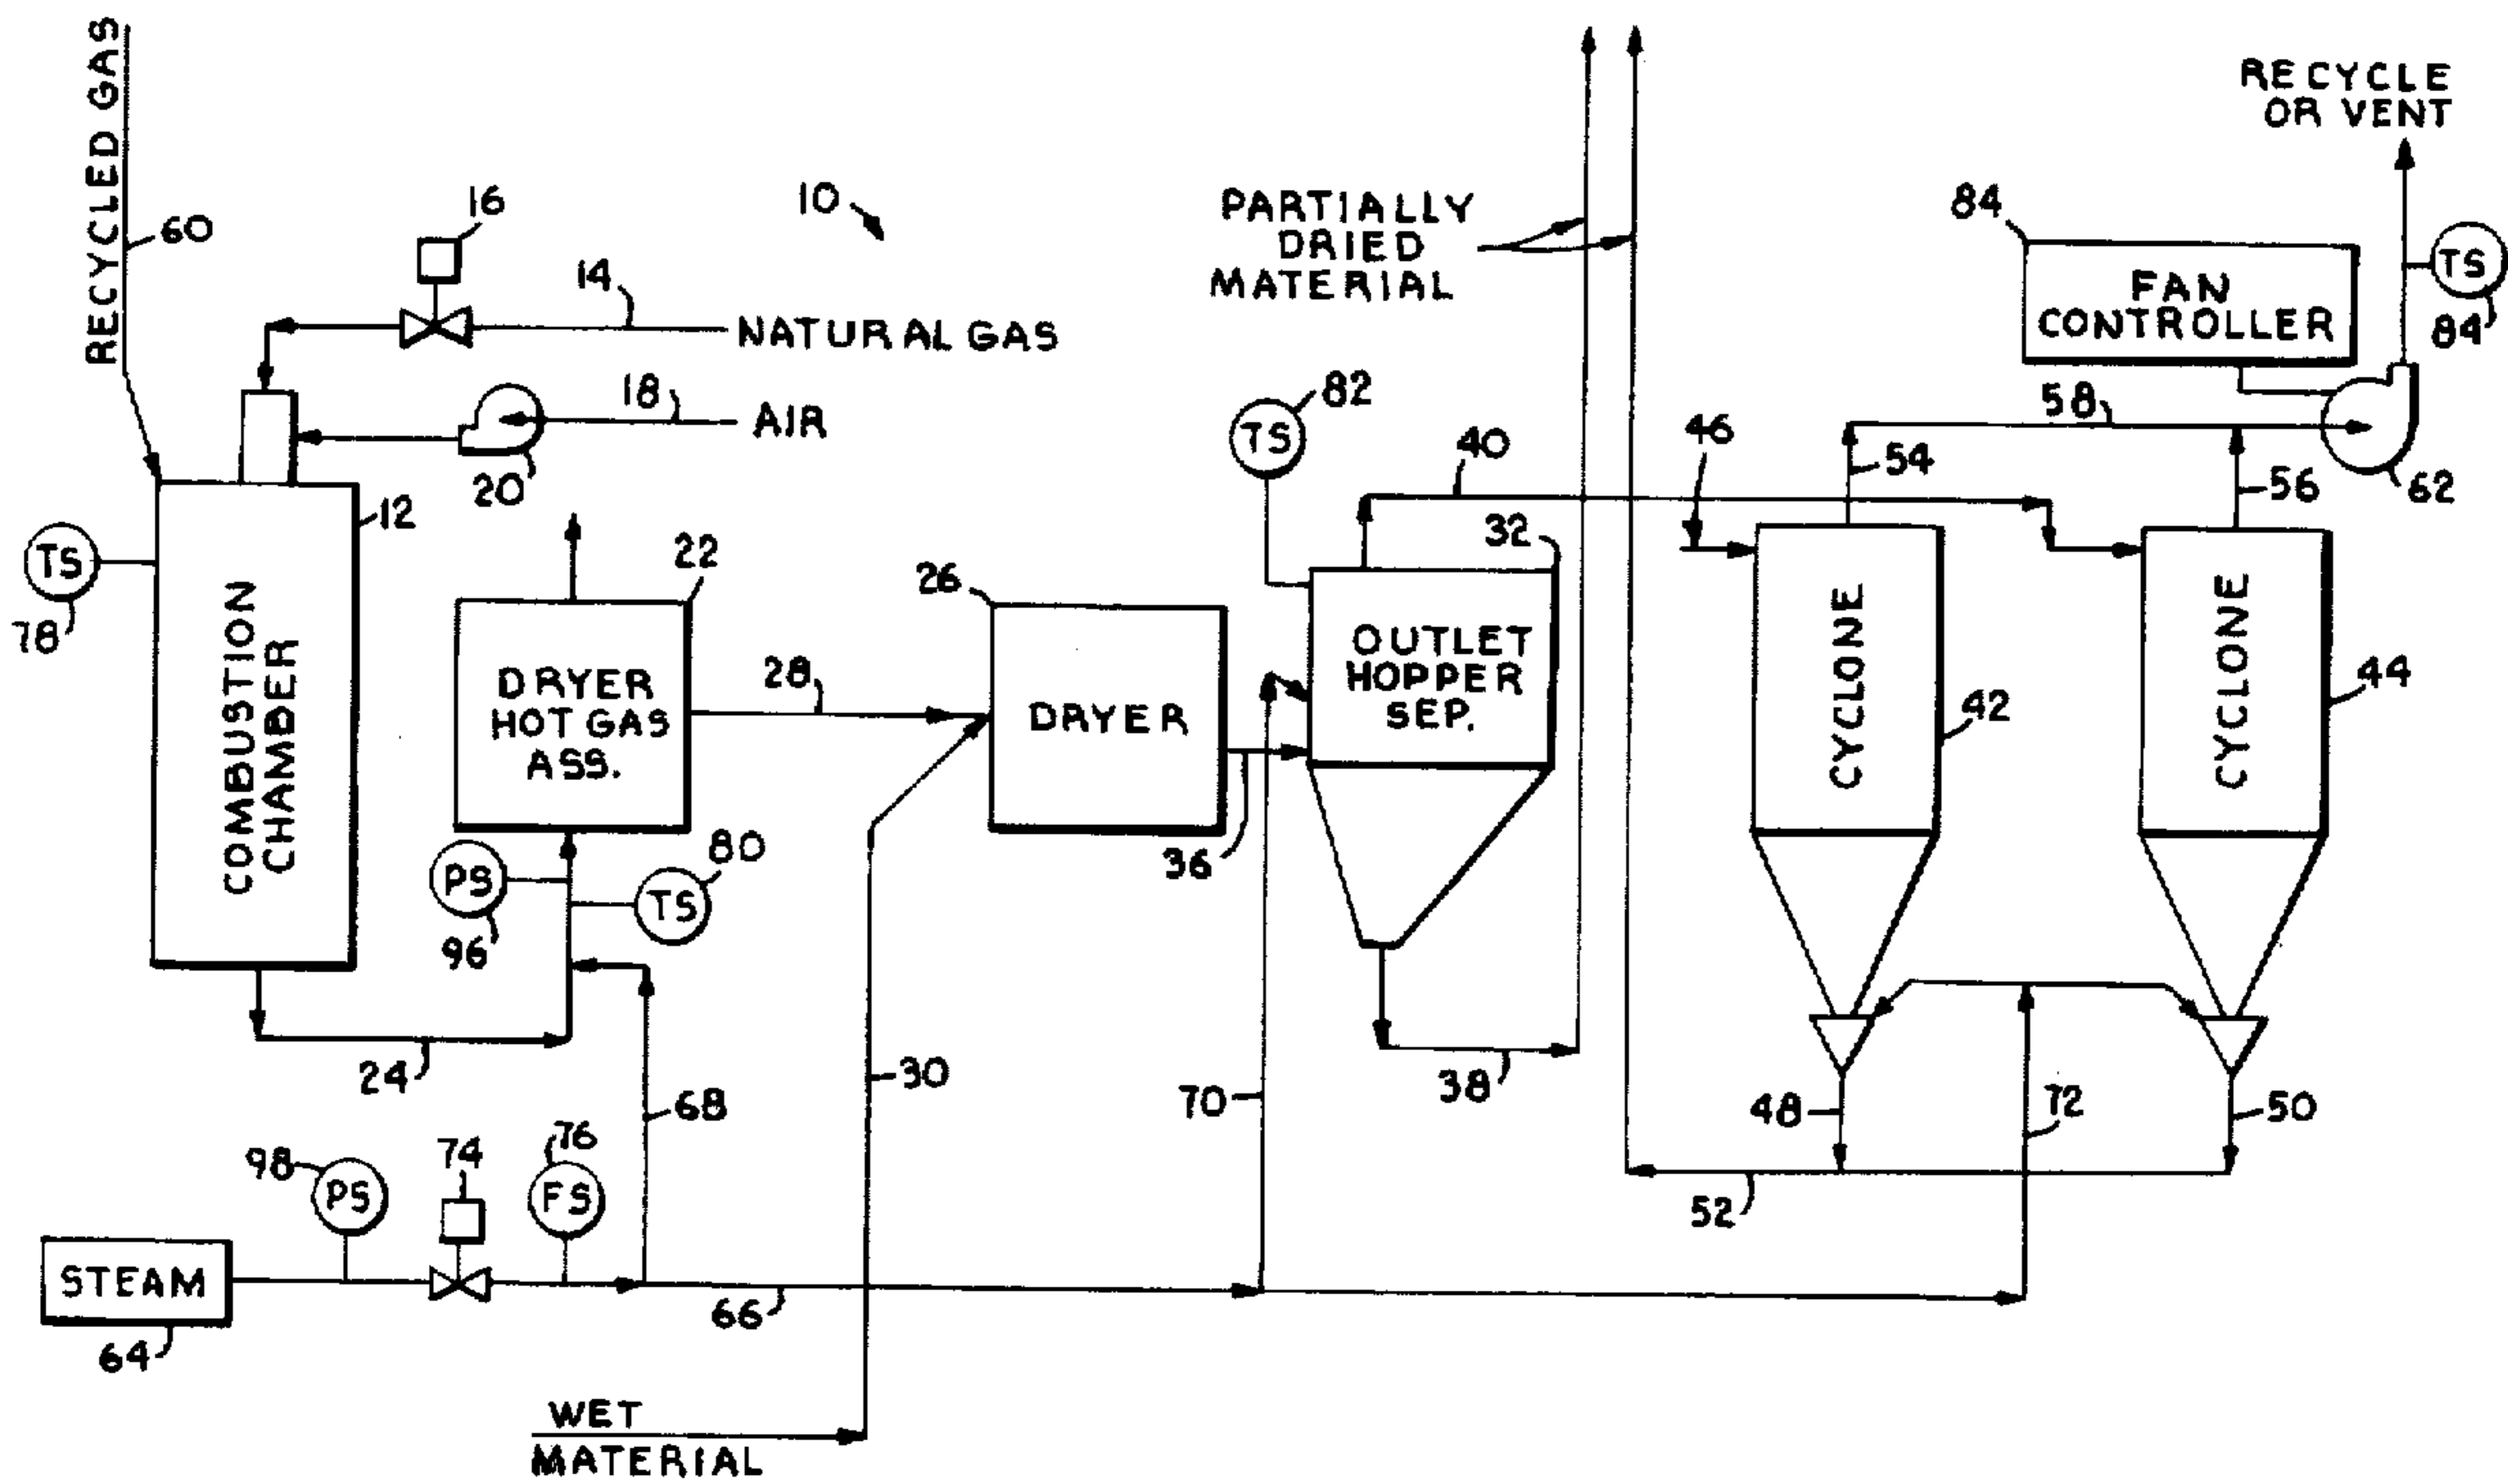 RECYCLED GAS
60
16
14
NATURAL GAS
18
AIR
20
10
12
TS
78
COMBUSTION
CHAMBER
22
DRYER
HOT GAS
ASS.
28
26
DRYER
PS
96
TS
80
24
68
30
36
PARTIALLY
DRIED
MATERIAL
TS
82
40
32
OUTLET
HOPPER
SEP.
70
38
46
54
58
56
62
RECYCLE
OR VENT
84
FAN
CONTROLLER
TS
84
CYCLONE
42
CYCLONE
44
48
50
52
72
98
PS
74
76
FS
STEAM
64
66
WET
MATERIAL